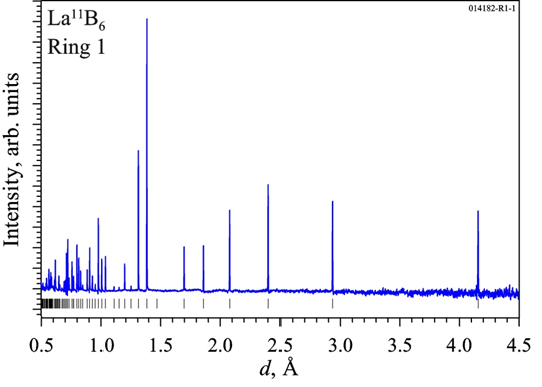 014182-R1-1
La¹¹B₆
Ring 1
Intensity, arb. units
0.5 1.0 1.5 2.0 2.5 3.0 3.5 4.0 4.5
d, Å